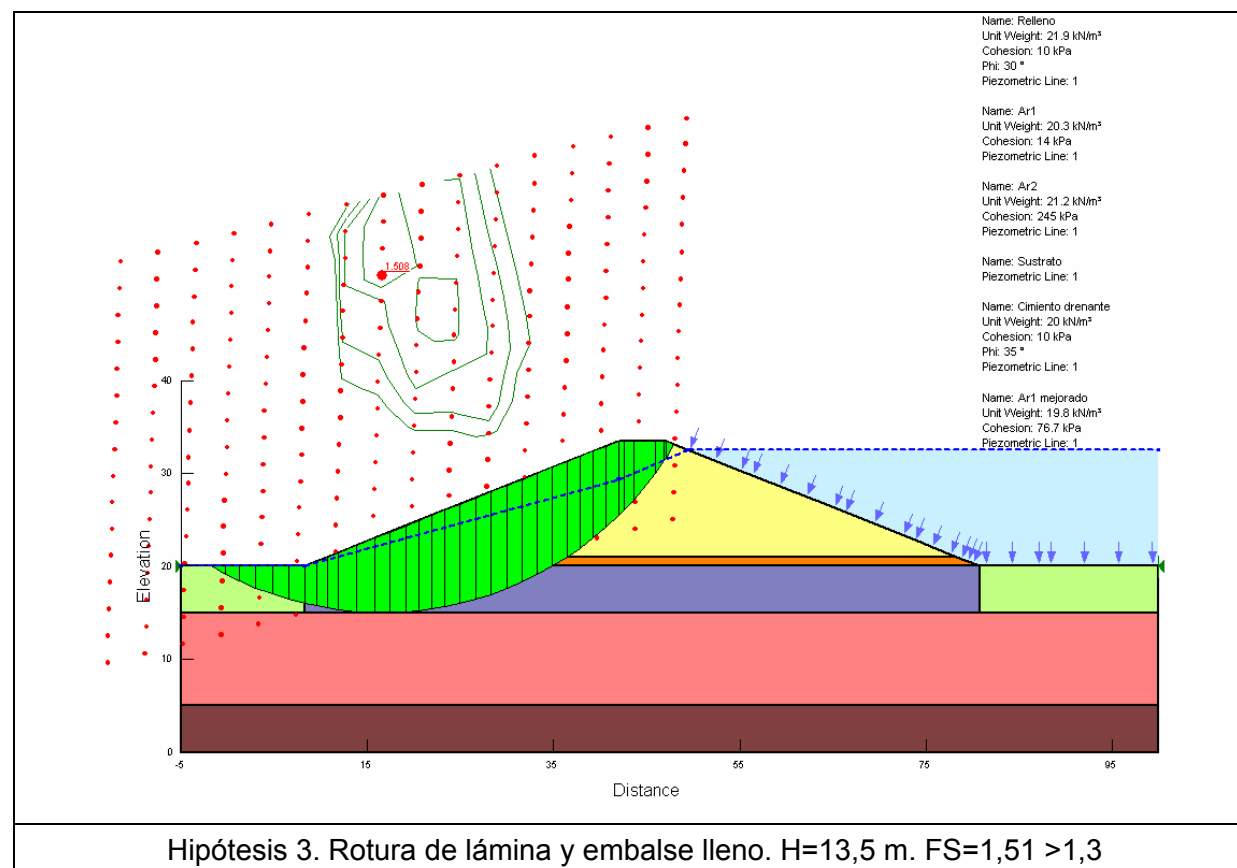 Name: Relleno
Unit Weight: 21.9 kN/m³
Cohesion: 10 kPa
Phi: 30 °
Piezometric Line: 1
Name: Ar1
Unit Weight: 20.3 kN/m³
Cohesion: 14 kPa
Piezometric Line: 1
Name: Ar2
Unit Weight: 21.2 kN/m³
Cohesion: 245 kPa
Piezometric Line: 1
Name: Sustrato
Piezometric Line: 1
Name: Cimiento drenante
Unit Weight: 20 kN/m³
Cohesion: 10 kPa
Phi: 35 °
Piezometric Line: 1
Name: Ar1 mejorado
Unit Weight: 19.8 kN/m³
Cohesion: 76.7 kPa
Piezometric Line: 1
1.508
40
30
20
10
0
Elevation
-5
15
35
55
75
95
Distance
Hipótesis 3. Rotura de lámina y embalse lleno. H=13,5 m. FS=1,51 >1,3